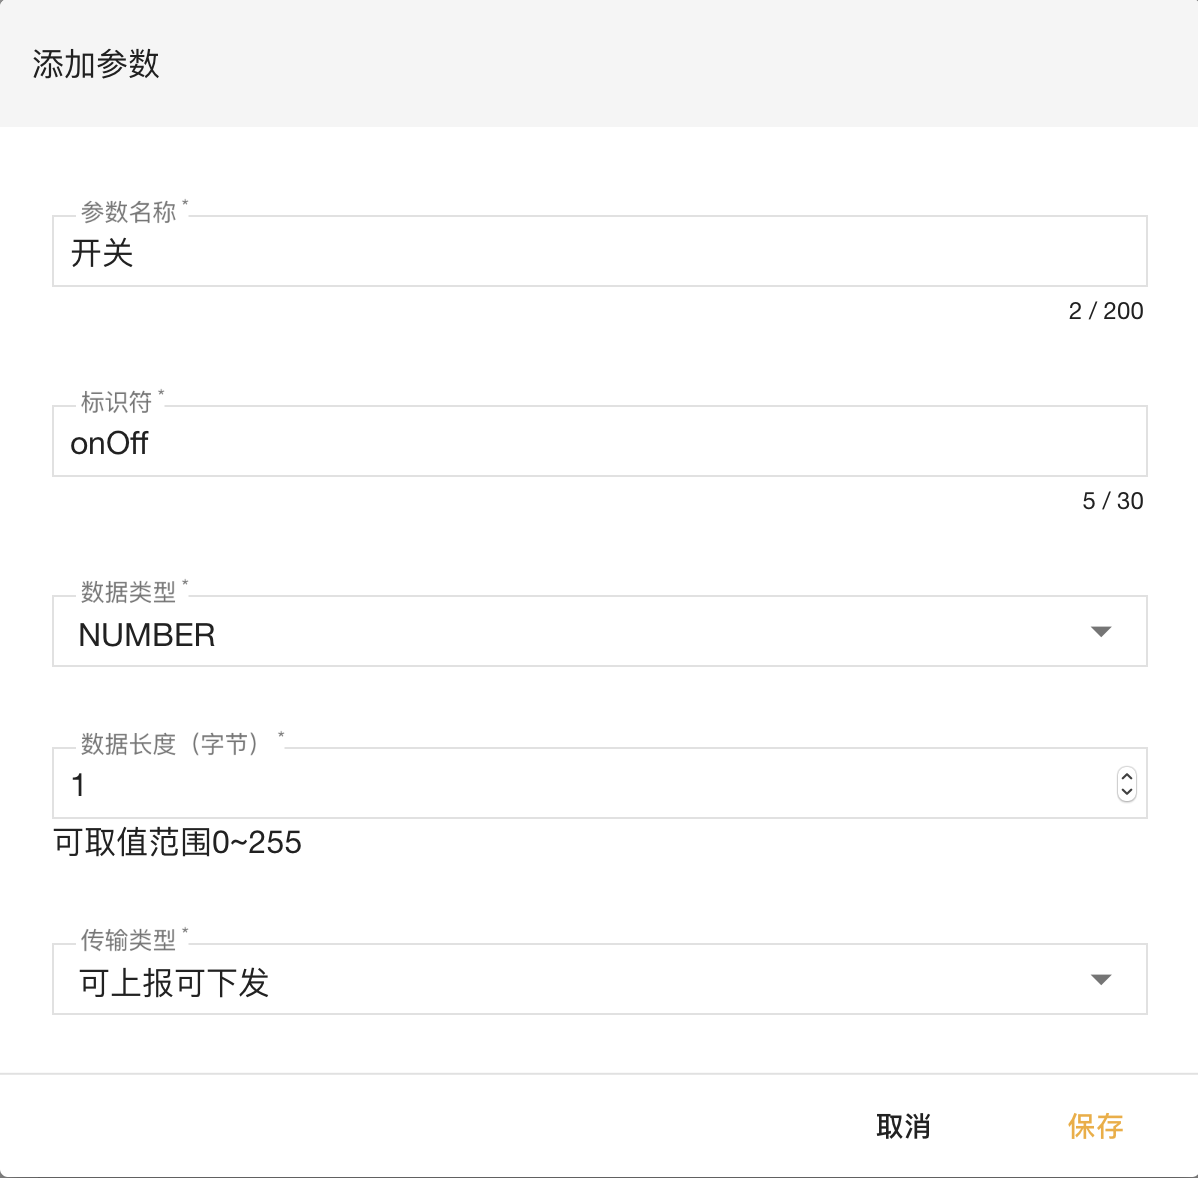 添加参数
参数名称 *
开关
2 / 200
标识符 *
onOff
5 / 30
数据类型 *
NUMBER
数据长度（字节） *
1
可取值范围0~255
传输类型 *
可上报可下发
取消 保存